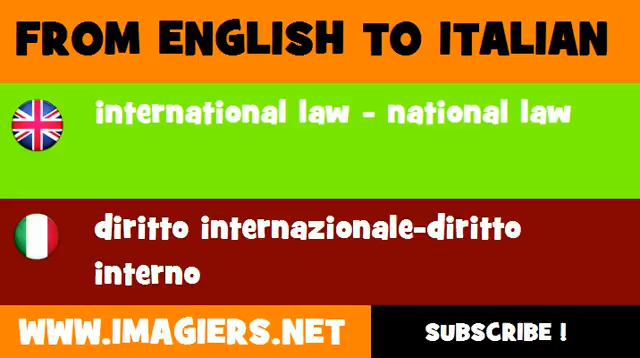 FROM ENGLISH TO ITALIAN
international law - national law
diritto internazionale-diritto
interno
WWW.IMAGIERS.NET
SUBSCRIBE !